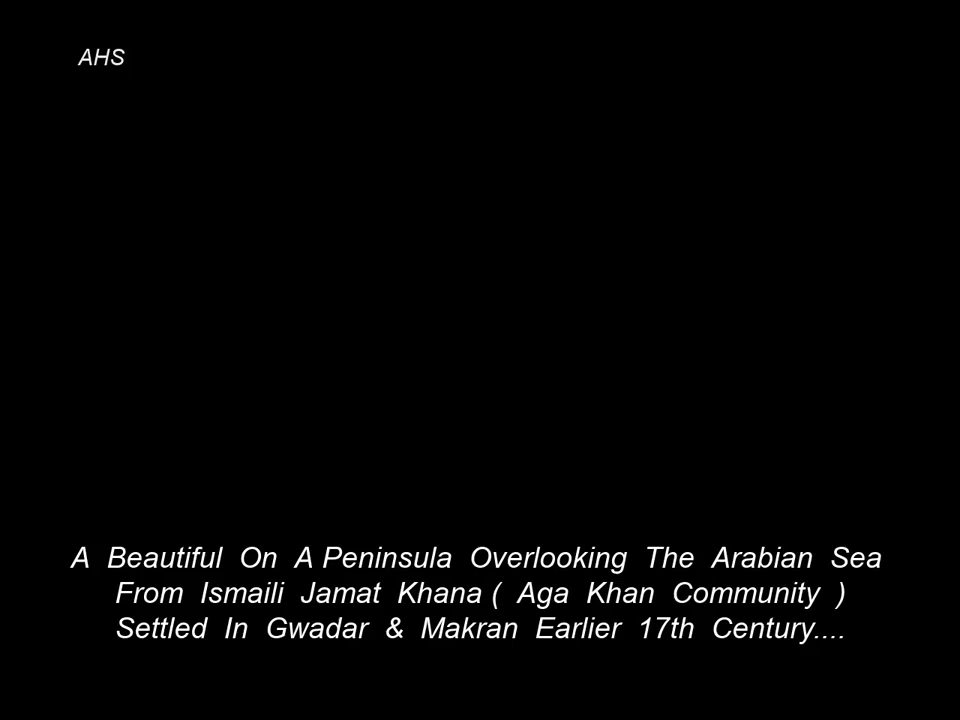 AHS
A Beautiful On A Peninsula Overlooking The Arabian Sea
From Ismaili Jamat Khana ( Aga Khan Community )
Settled In Gwadar & Makran Earlier 17th Century....